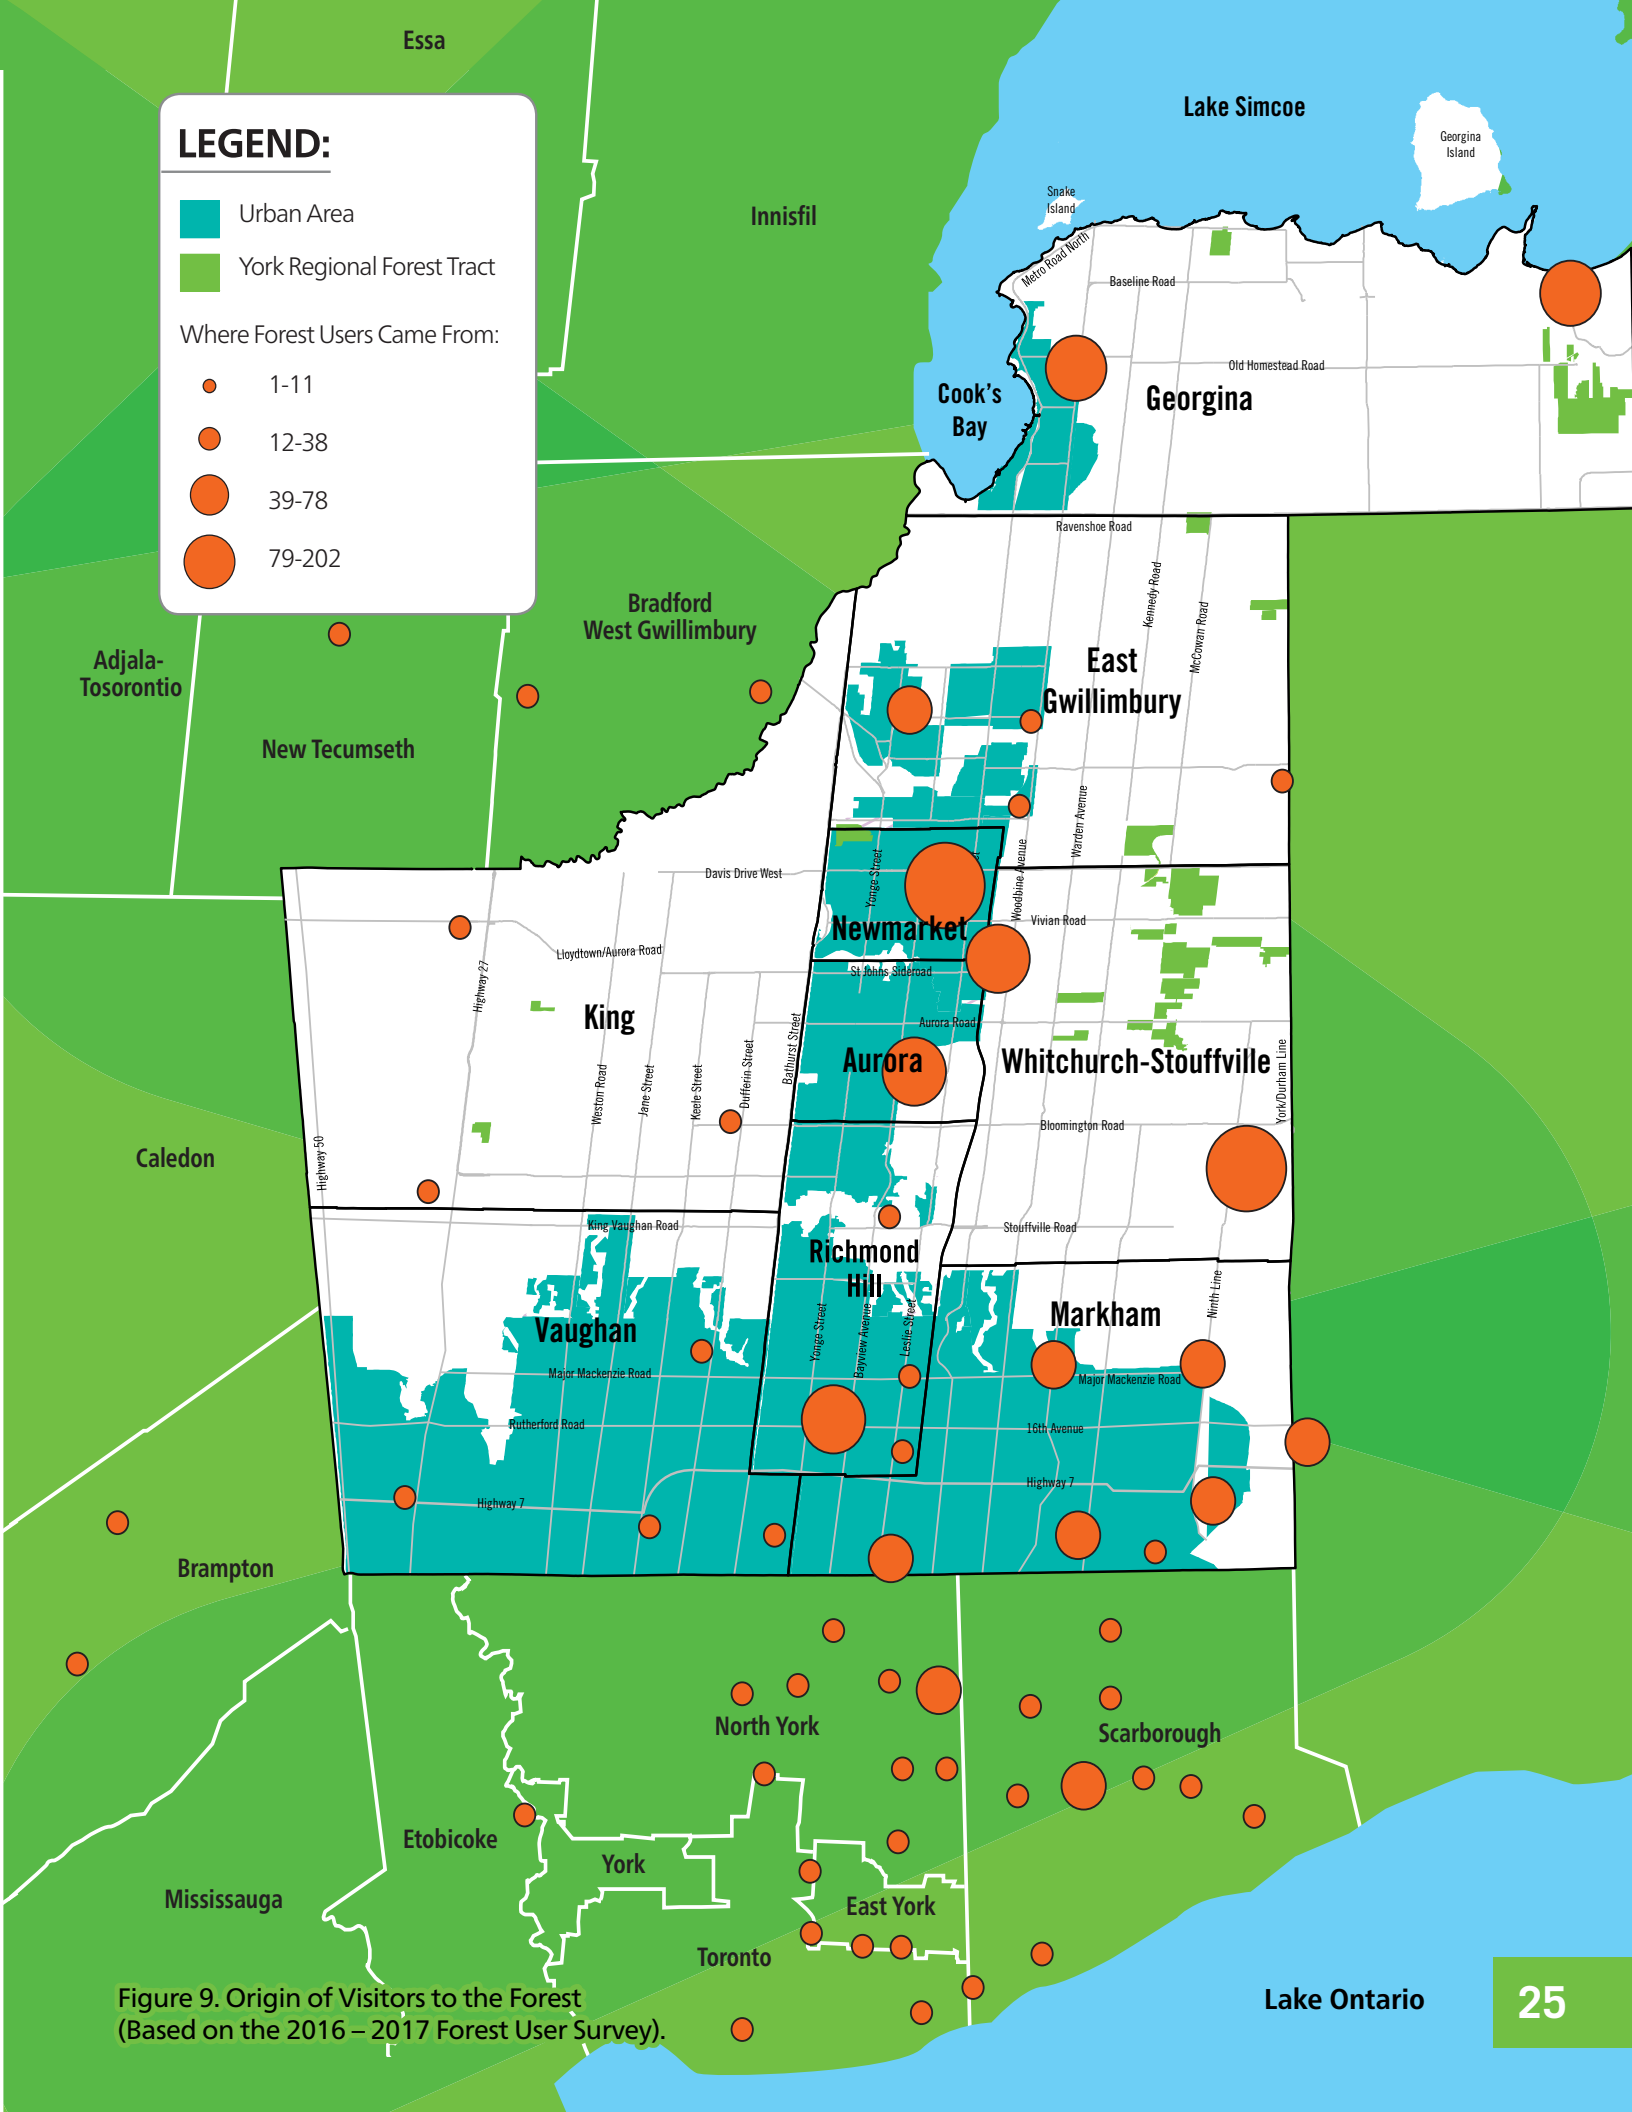 Essa
Lake Simcoe
Georgina
Island
LEGEND:
Snake
Island
Urban Area
Innisfil
York Regional Forest Tract
Metro Road North
Baseline Road
Where Forest Users Came From:
1-11
12-38
39-78
79-202
Old Homestead Road
Cook's
Bay
Georgina
Ravenshoe Road
Kennedy Road
McCowan Road
Bradford
West Gwillimbury
Adjala-
Tosorontio
East
Gwillimbury
New Tecumseth
Warden Avenue
Davis Drive West
Yonge Street
Woodbine Avenue
Newmarket
Vivian Road
Lloydtown/Aurora Road
Highway 27
St Johns Sideroad
King
Aurora Road
Bathurst Street
Aurora
Whitchurch-Stouffville
York/Durham Line
Weston Road
Jane Street
Keele Street
Dufferin Street
Bloomington Road
Caledon
Highway 50
King Vaughan Road
Stouffville Road
Richmond
Hill
Ninth Line
Markham
Vaughan
Yonge Street
Bayview Avenue
Leslie Street
Major Mackenzie Road
Major Mackenzie Road
Rutherford Road
16th Avenue
Highway 7
Highway 7
Brampton
North York
Scarborough
Etobicoke
York
Mississauga
East York
Toronto
Figure 9. Origin of Visitors to the Forest
(Based on the 2016 – 2017 Forest User Survey).
Lake Ontario
25